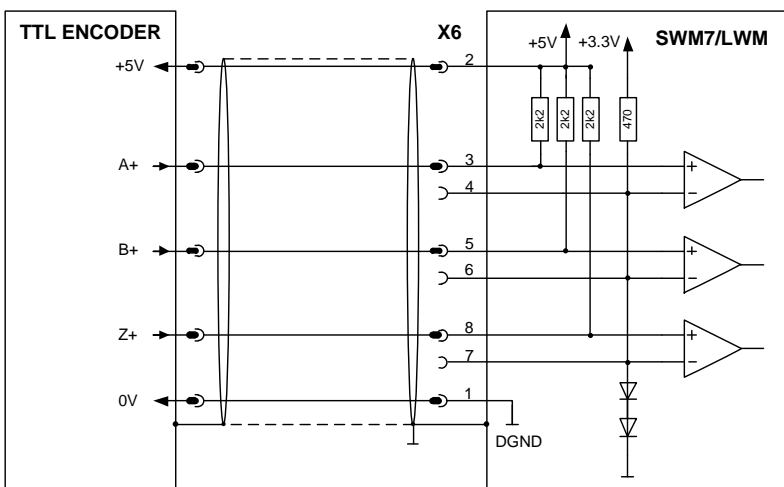 TTL ENCODER
X6
SWM7/LWM
+5V
+3.3V
+5V
2
2k2
2k2
2k2
470
A+
3
4
B+
5
6
Z+
8
7
0V
1
DGND
+
−
+
−
+
−